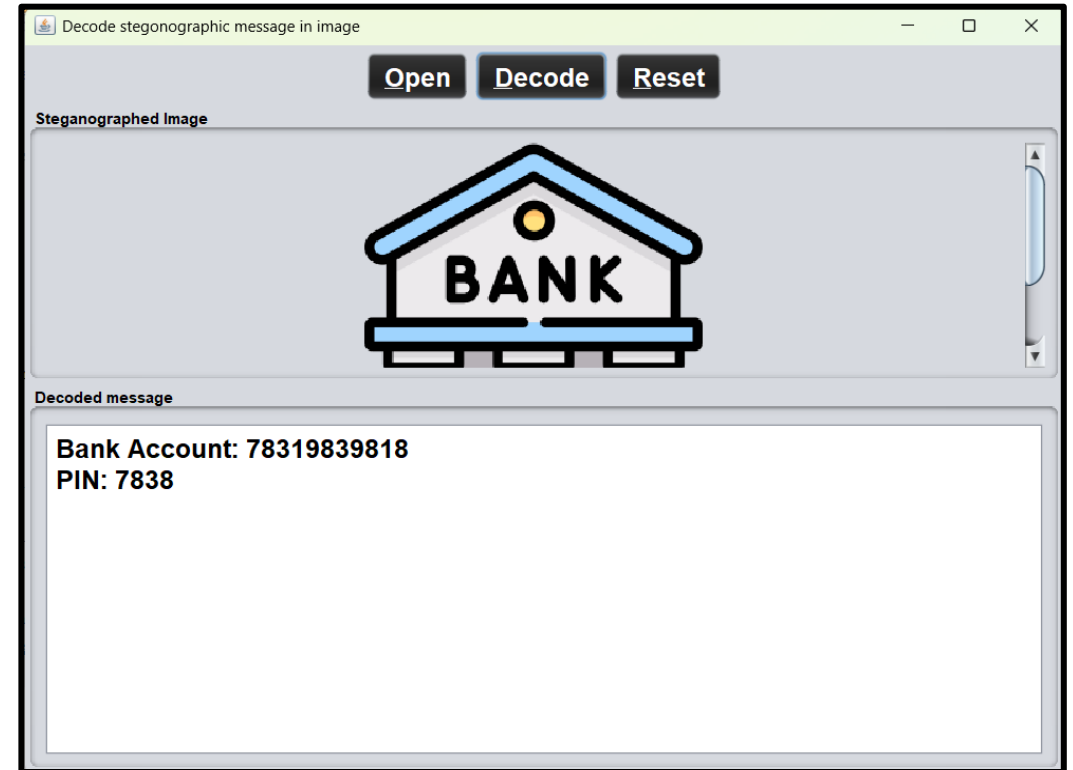 Decode stegonographic message in image
Open Decode Reset
Steganographed Image
BANK
Decoded message
Bank Account: 78319839818
PIN: 7838